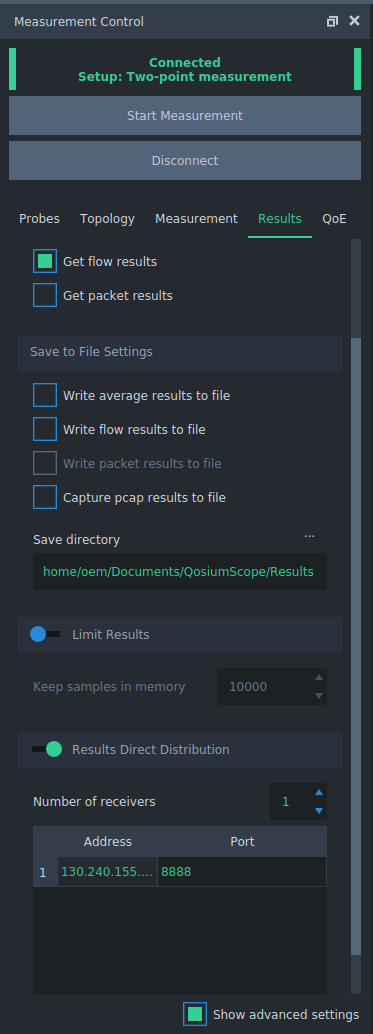 Measurement Control
Connected
Setup: Two-point measurement
Start Measurement
Disconnect
Probes Topology Measurement Results QoE
Get flow results
Get packet results
Save to File Settings
Write average results to file
Write flow results to file
Write packet results to file
Capture pcap results to file
Save directory ...
home/oem/Documents/QosiumScope/Results
Limit Results
Keep samples in memory 10000
Results Direct Distribution
Number of receivers 1
Address Port
1 130.240.155.... 8888
Show advanced settings